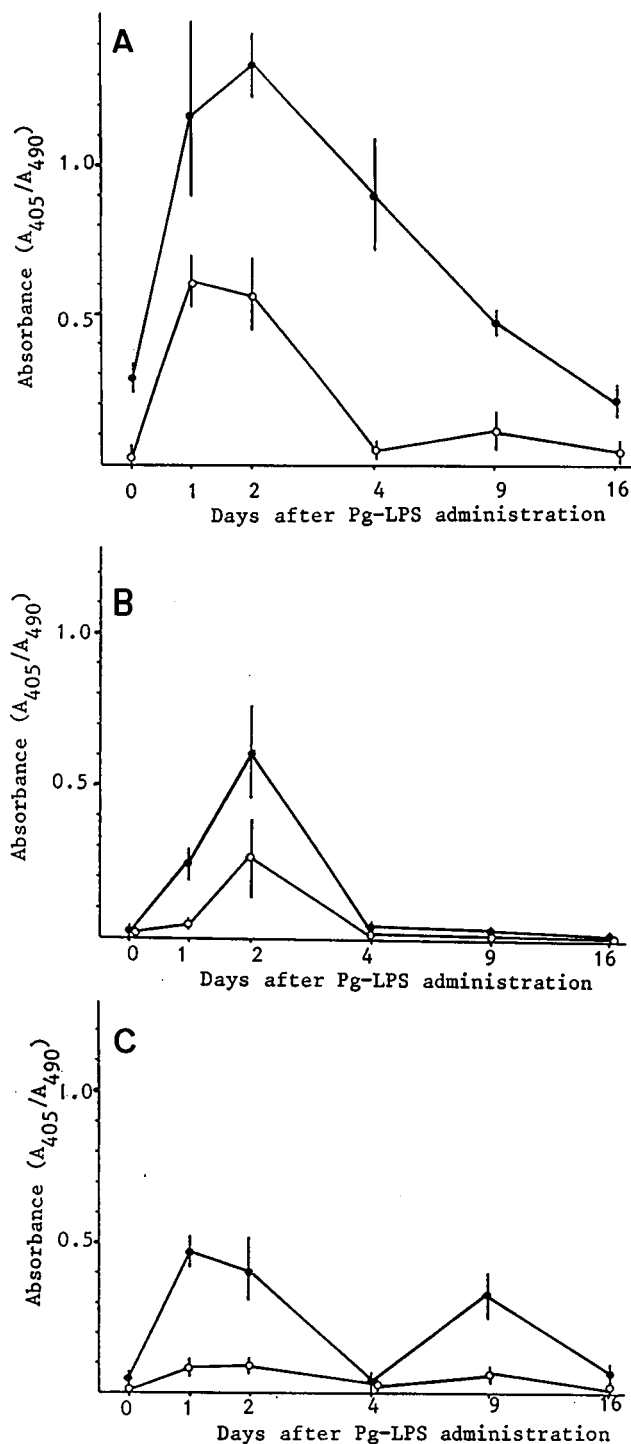 A
Absorbance (A405/A490)
1.0
0.5
0 1 2 4 9 16
Days after Pg-LPS administration
B
Absorbance (A405/A490)
1.0
0.5
0 1 2 4 9 16
Days after Pg-LPS administration
C
Absorbance (A405/A490)
1.0
0.5
0 1 2 4 9 16
Days after Pg-LPS administration